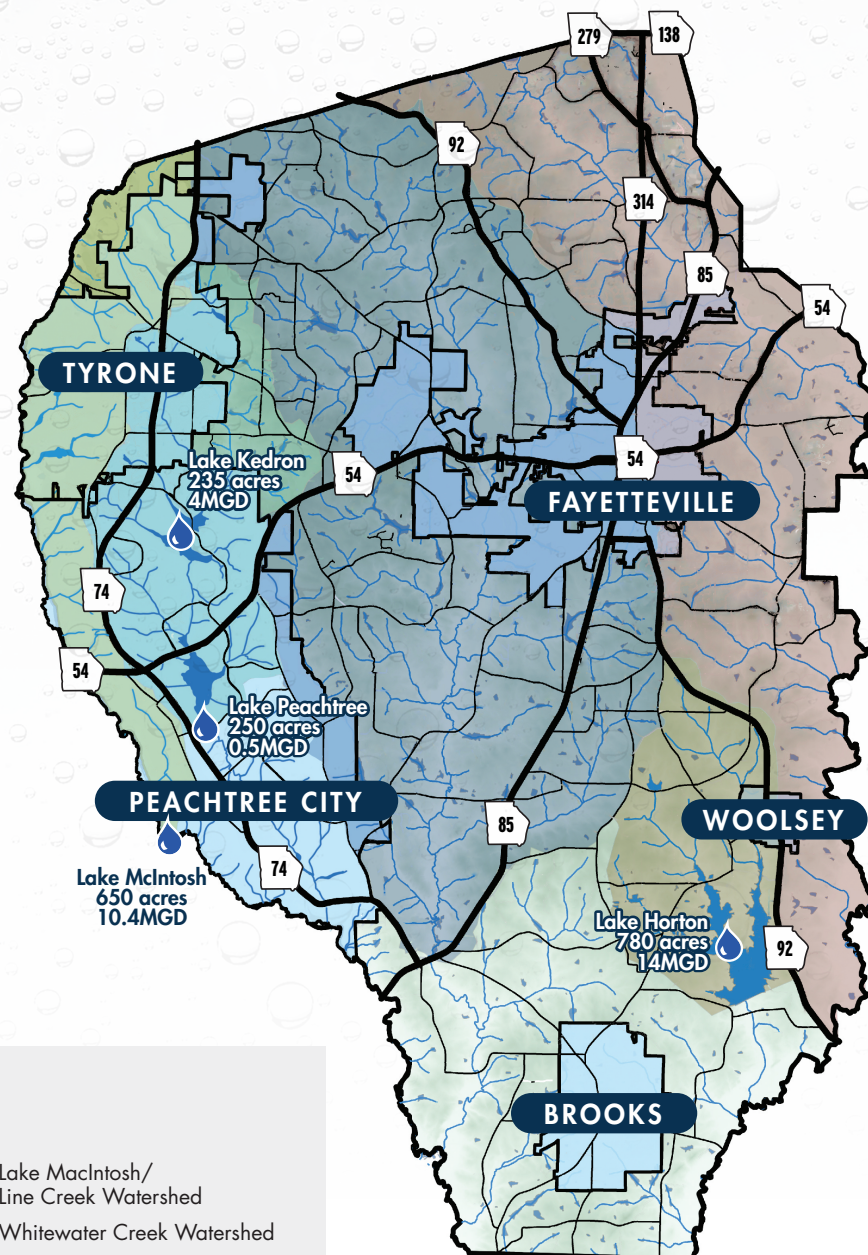 279
138
92
314
85
54
TYRONE
Lake Kedron
235 acres
4MGD
54
54
FAYETTEVILLE
74
54
Lake Peachtree
250 acres
0.5MGD
PEACHTREE CITY
85
WOOLSEY
Lake McIntosh
650 acres
10.4MGD
74
Lake Horton
780 acres
14MGD
92
BROOKS
Lake MacIntosh/
Line Creek Watershed
Whitewater Creek Watershed